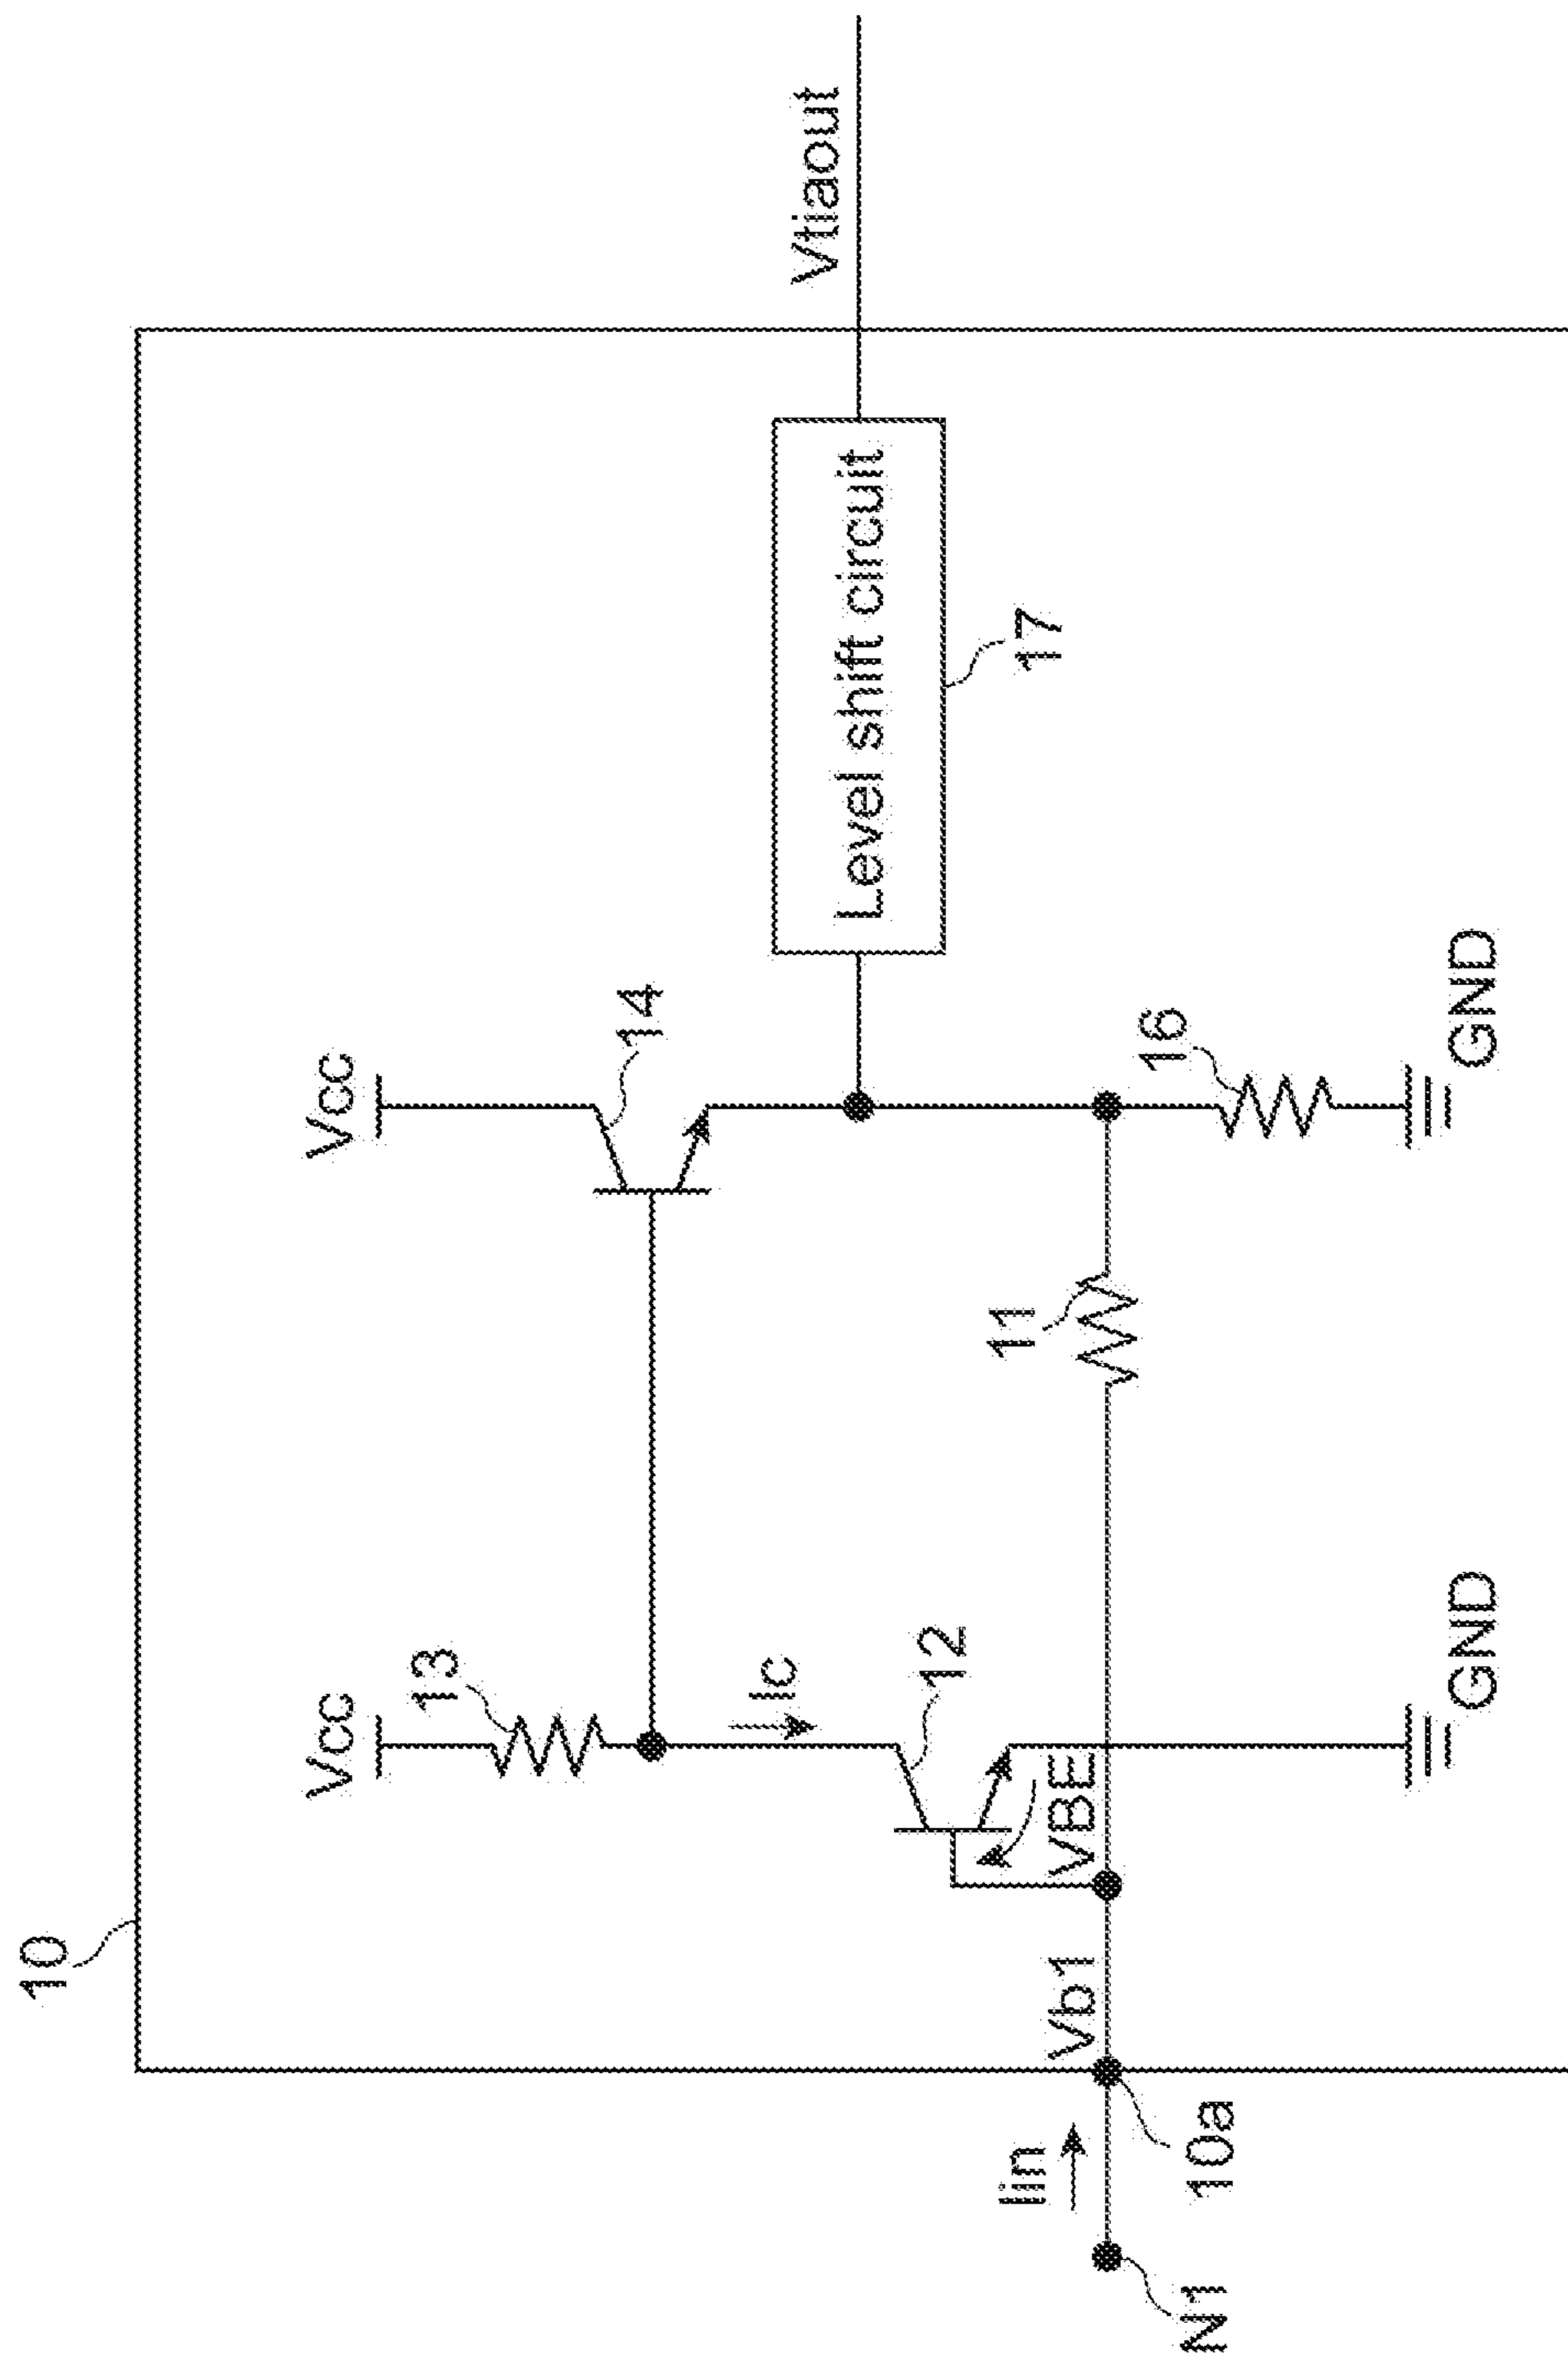 10
Vcc
13
Vcc
14
Ic
12
VBE
11
Vtiaout
Level shift circuit
17
Iin
Vb1
10a
N1
16
GND
GND